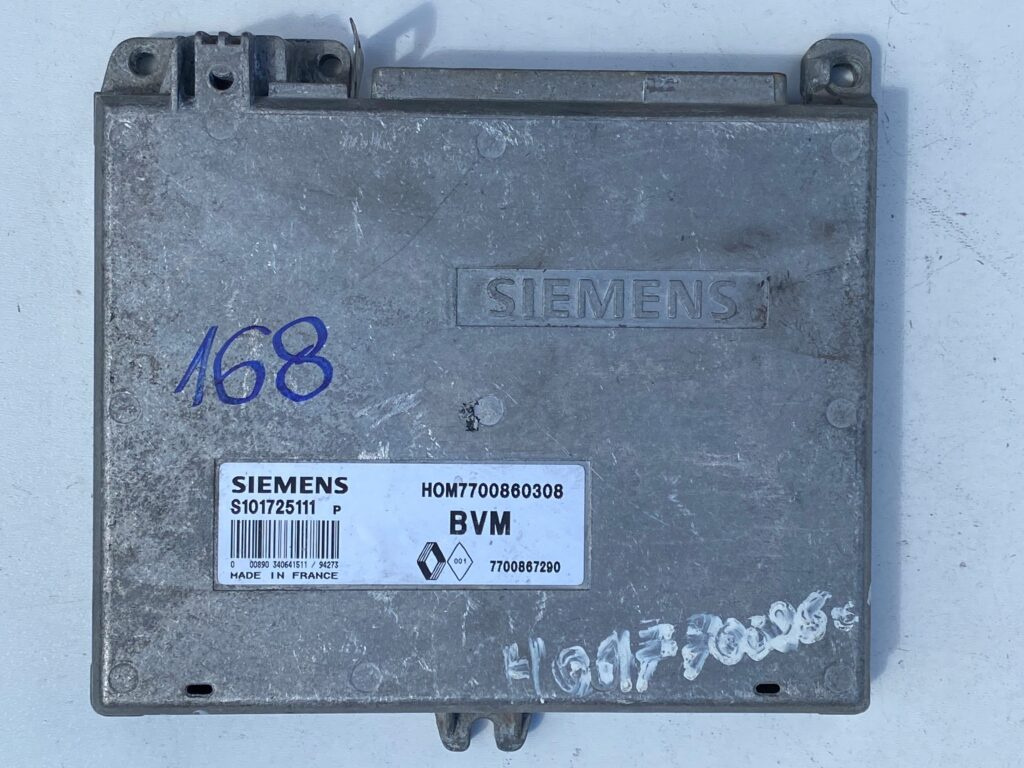 SIEMENS
168
SIEMENS
S101725111 P
0 00890 340641511 / 94273
MADE IN FRANCE
HOM7700860308
BVM
001
7700867290